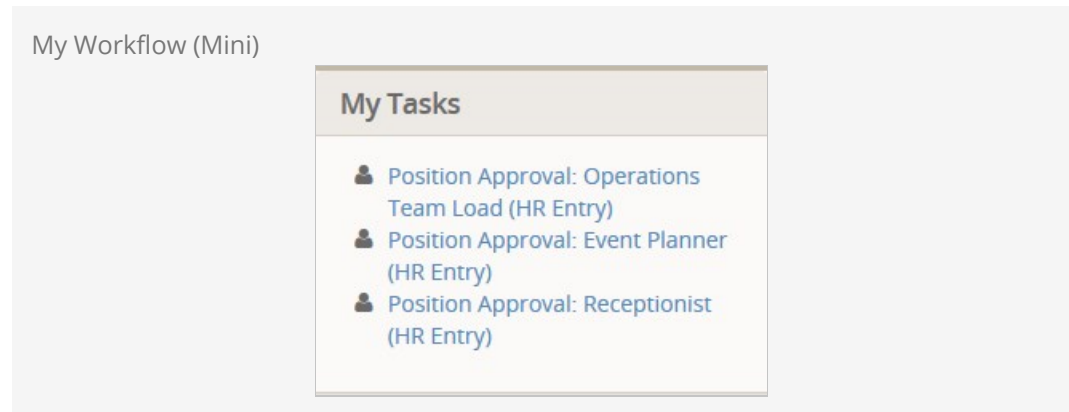 My Workflow (Mini)
My Tasks
Position Approval: Operations
Team Load (HR Entry)
Position Approval: Event Planner
(HR Entry)
Position Approval: Receptionist
(HR Entry)